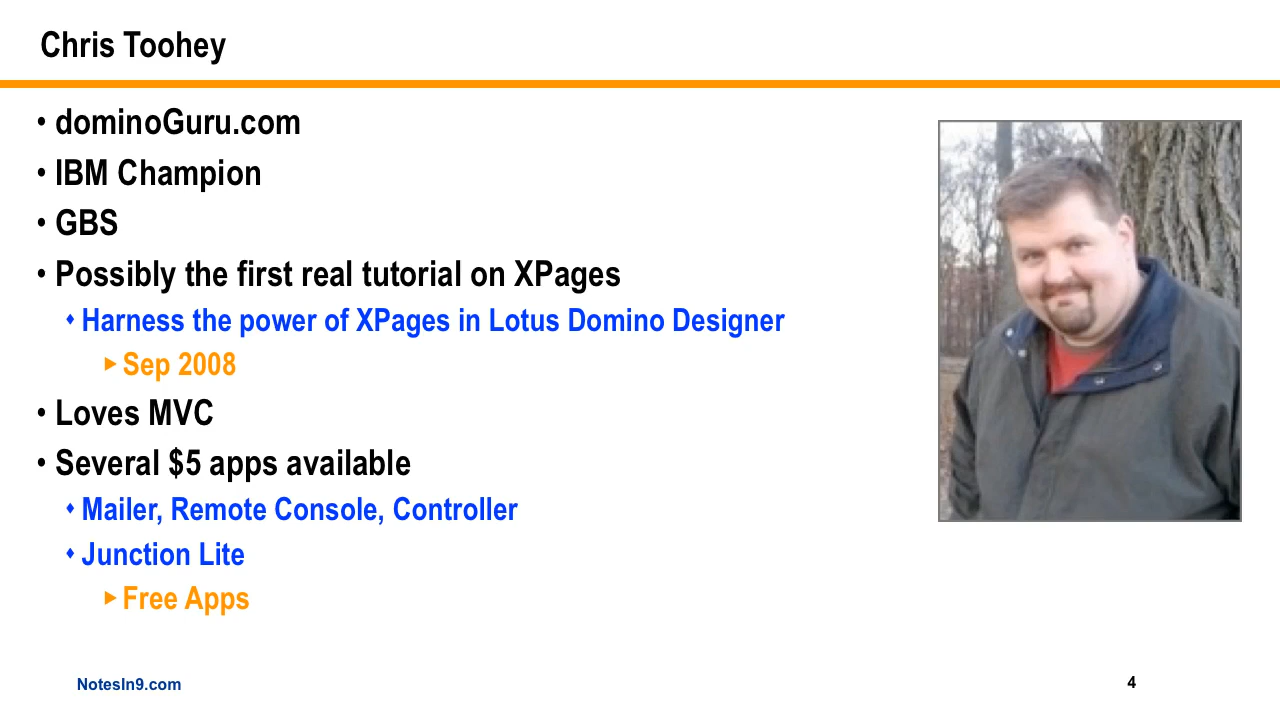 Chris Toohey
• dominoGuru.com
• IBM Champion
• GBS
• Possibly the first real tutorial on XPages
♦ Harness the power of XPages in Lotus Domino Designer
► Sep 2008
• Loves MVC
• Several $5 apps available
♦ Mailer, Remote Console, Controller
♦ Junction Lite
► Free Apps
NotesIn9.com
4